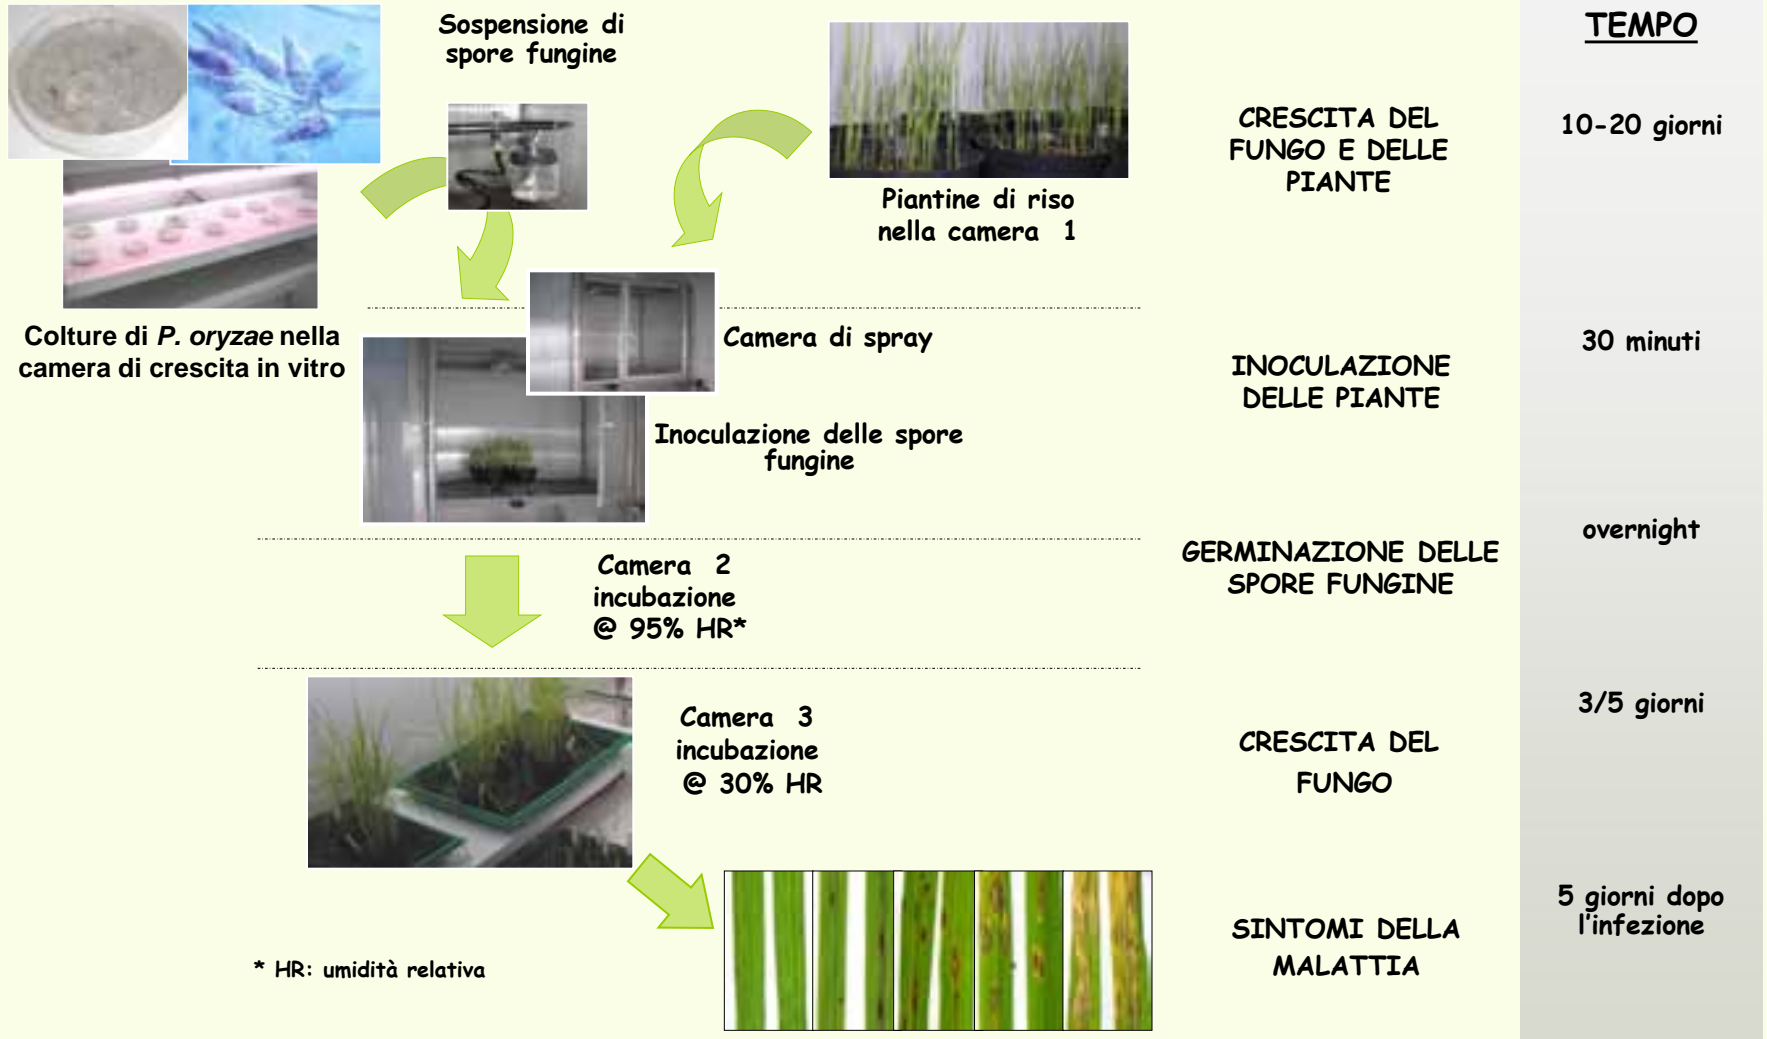 Sospensione di
spore fungine
TEMPO
CRESCITA DEL
FUNGO E DELLE
PIANTE
10-20 giorni
Piantine di riso
nella camera 1
Colture di P. oryzae nella
camera di crescita in vitro
Camera di spray
INOCULAZIONE
DELLE PIANTE
30 minuti
Inoculazione delle spore
fungine
Camera 2
incubazione
@ 95% HR*
GERMINAZIONE DELLE
SPORE FUNGINE
overnight
Camera 3
incubazione
@ 30% HR
CRESCITA DEL
FUNGO
3/5 giorni
SINTOMI DELLA
MALATTIA
5 giorni dopo
l'infezione
* HR: umidità relativa